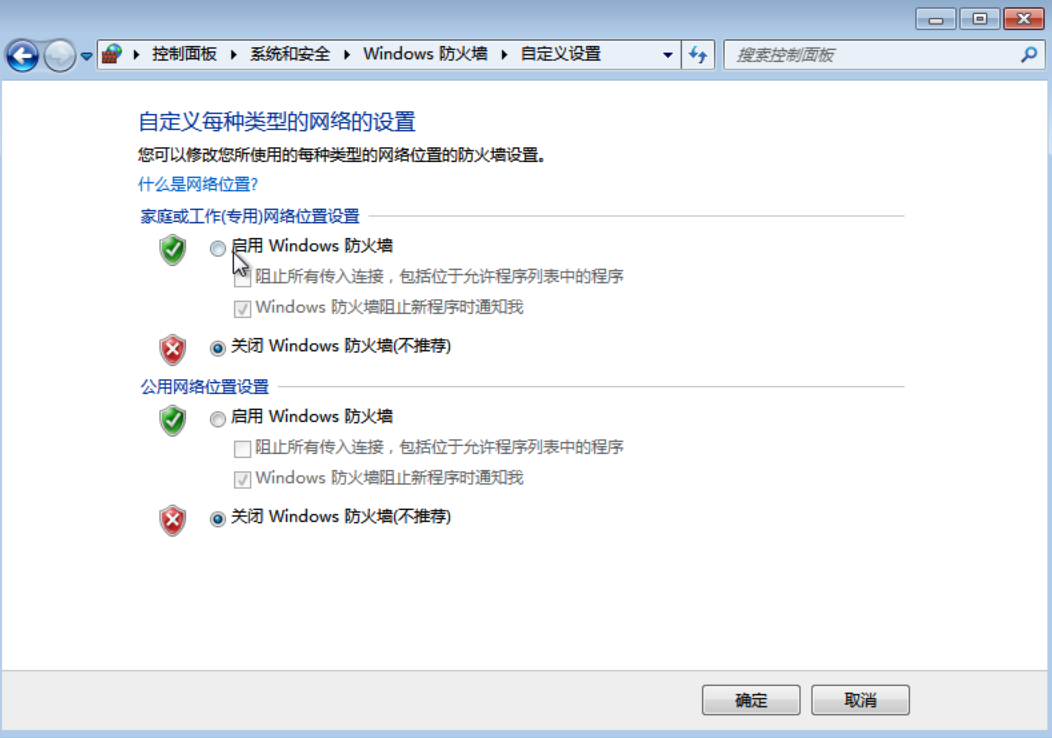 控制面板 系统和安全 Windows 防火墙 自定义设置 搜索控制面板
自定义每种类型的网络的设置
您可以修改您所使用的每种类型的网络位置的防火墙设置。
什么是网络位置?
家庭或工作(专用)网络位置设置
启用 Windows 防火墙
阻止所有传入连接，包括位于允许程序列表中的程序
Windows 防火墙阻止新程序时通知我
关闭 Windows 防火墙(不推荐)
公用网络位置设置
启用 Windows 防火墙
阻止所有传入连接，包括位于允许程序列表中的程序
Windows 防火墙阻止新程序时通知我
关闭 Windows 防火墙(不推荐)
确定 取消